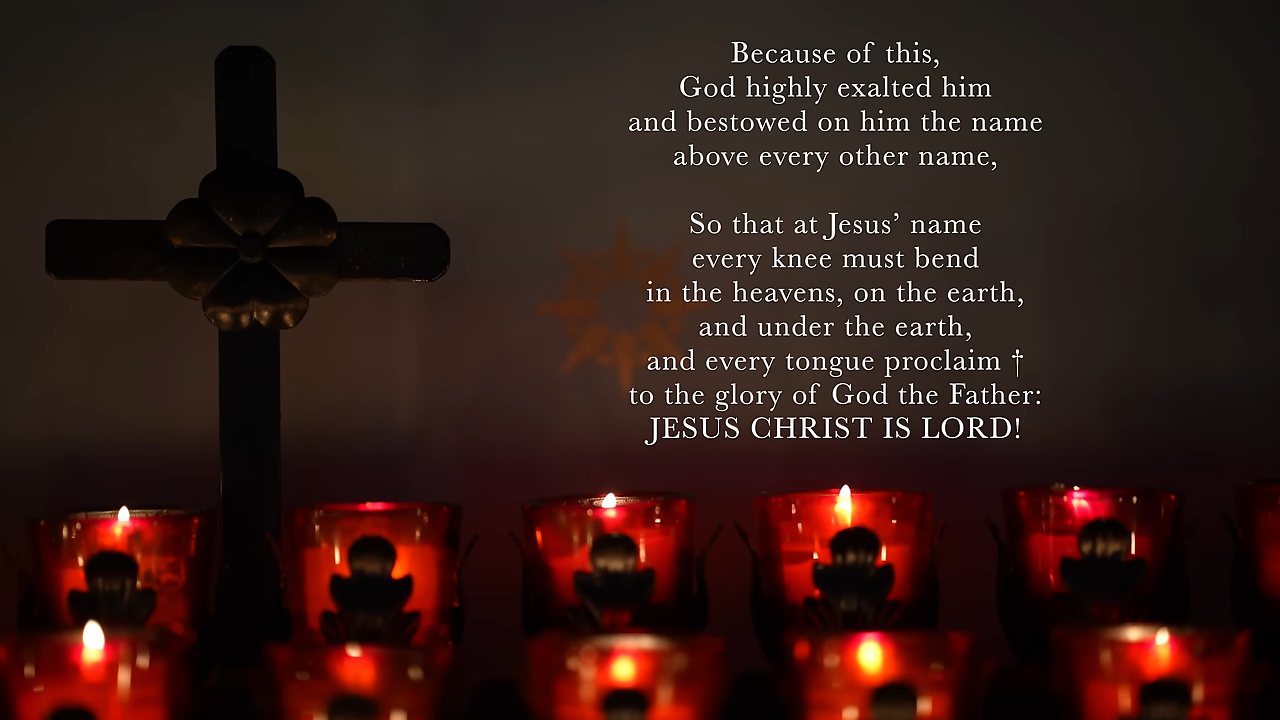 Because of this,
God highly exalted him
and bestowed on him the name
above every other name,
So that at Jesus’ name
every knee must bend
in the heavens, on the earth,
and under the earth,
and every tongue proclaim †
to the glory of God the Father:
JESUS CHRIST IS LORD!